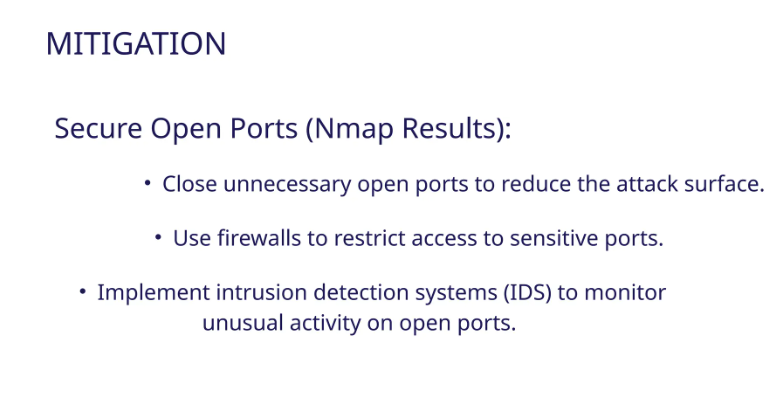 MITIGATION
Secure Open Ports (Nmap Results):
• Close unnecessary open ports to reduce the attack surface.
• Use firewalls to restrict access to sensitive ports.
• Implement intrusion detection systems (IDS) to monitor
unusual activity on open ports.